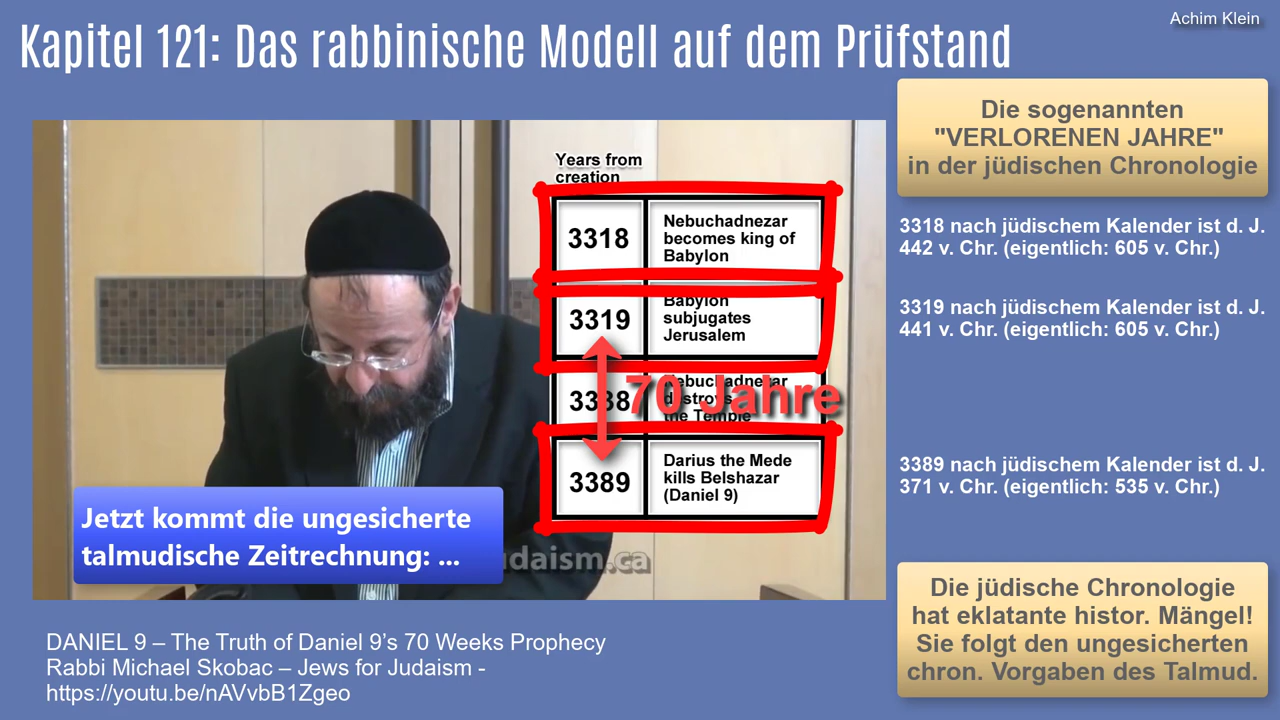 Achim Klein
Kapitel 121: Das rabbinische Modell auf dem Prüfstand
Die sogenannten
"VERLORENEN JAHRE"
in der jüdischen Chronologie
Years from
creation
3318
Nebuchadnezar
becomes king of
Babylon
3319
Babylon
subjugates
Jerusalem
70 Jahre
the Temple
3389
Darius the Mede
kills Belshazar
(Daniel 9)
3318 nach jüdischem Kalender ist d. J.
442 v. Chr. (eigentlich: 605 v. Chr.)
3319 nach jüdischem Kalender ist d. J.
441 v. Chr. (eigentlich: 605 v. Chr.)
3389 nach jüdischem Kalender ist d. J.
371 v. Chr. (eigentlich: 535 v. Chr.)
Jetzt kommt die ungesicherte
talmudische Zeitrechnung: ...
Die jüdische Chronologie
hat eklatante histor. Mängel!
Sie folgt den ungesicherten
chron. Vorgaben des Talmud.
DANIEL 9 – The Truth of Daniel 9’s 70 Weeks Prophecy
Rabbi Michael Skobac – Jews for Judaism -
https://youtu.be/nAVvbB1Zgeo